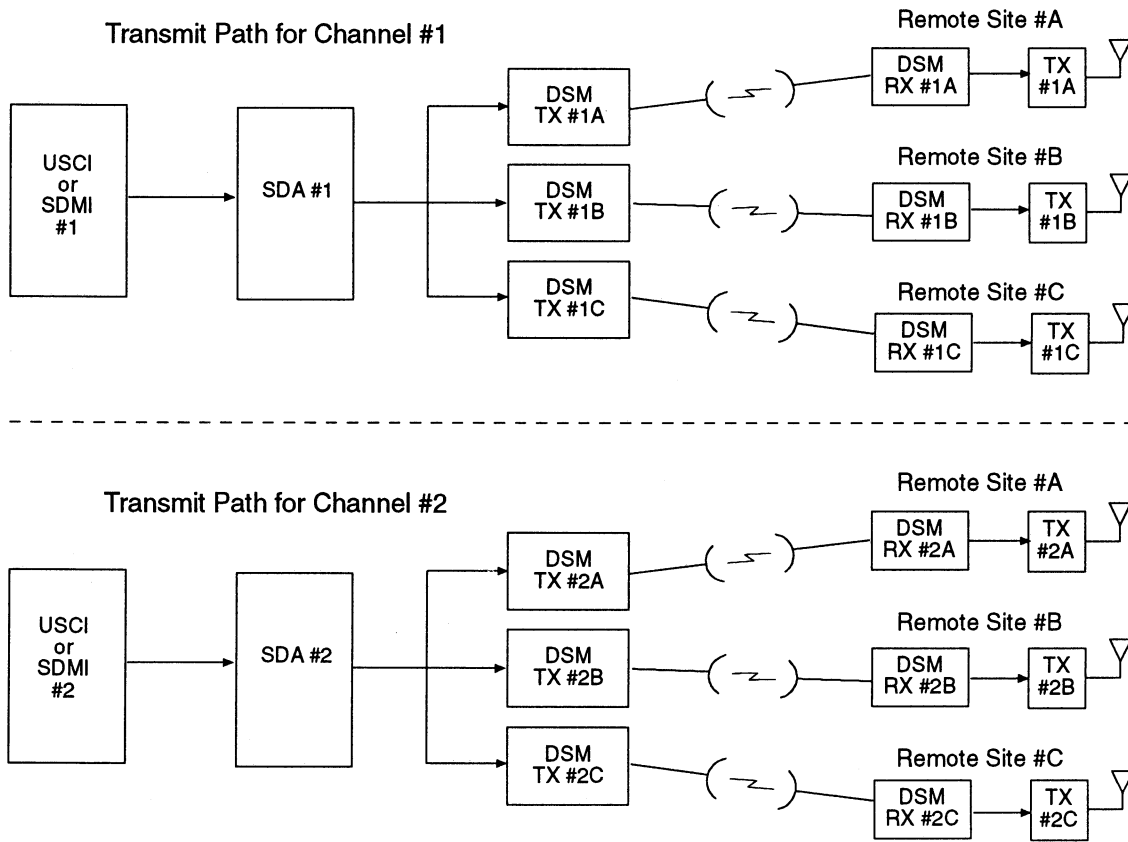 Transmit Path for Channel #1
USCI
or
SDMI
#1
SDA #1
DSM
TX #1A
DSM
TX #1B
DSM
TX #1C
Remote Site #A
DSM
RX #1A
TX
#1A
Remote Site #B
DSM
RX #1B
TX
#1B
Remote Site #C
DSM
RX #1C
TX
#1C
Transmit Path for Channel #2
USCI
or
SDMI
#2
SDA #2
DSM
TX #2A
DSM
TX #2B
DSM
TX #2C
Remote Site #A
DSM
RX #2A
TX
#2A
Remote Site #B
DSM
RX #2B
TX
#2B
Remote Site #C
DSM
RX #2C
TX
#2C